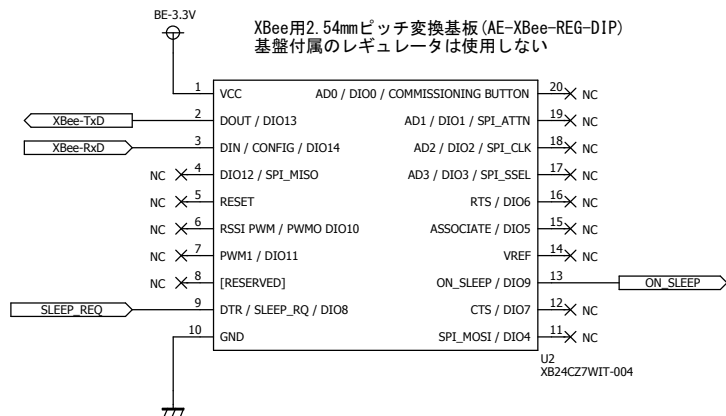 BE-3.3V
XBee用2.54mmピッチ変換基板(AE-XBee-REG-DIP)
基盤付属のレギュレータは使用しない
1 VCC
AD0 / DIO0 / COMMISSIONING BUTTON 20 NC
XBee-TxD 2 DOUT / DIO13
AD1 / DIO1 / SPI_ATTN 19 NC
XBee-RxD 3 DIN / CONFIG / DIO14
AD2 / DIO2 / SPI_CLK 18 NC
NC 4 DIO12 / SPI_MISO
AD3 / DIO3 / SPI_SSEL 17 NC
NC 5 RESET
RTS / DIO6 16 NC
NC 6 RSSI PWM / PWMO DIO10
ASSOCIATE / DIO5 15 NC
NC 7 PWM1 / DIO11
VREF 14 NC
NC 8 [RESERVED]
ON_SLEEP / DIO9 13 ON_SLEEP
SLEEP_REQ 9 DTR / SLEEP_RQ / DIO8
CTS / DIO7 12 NC
10 GND
SPI_MOSI / DIO4 11 NC
U2
XB24CZ7WIT-004